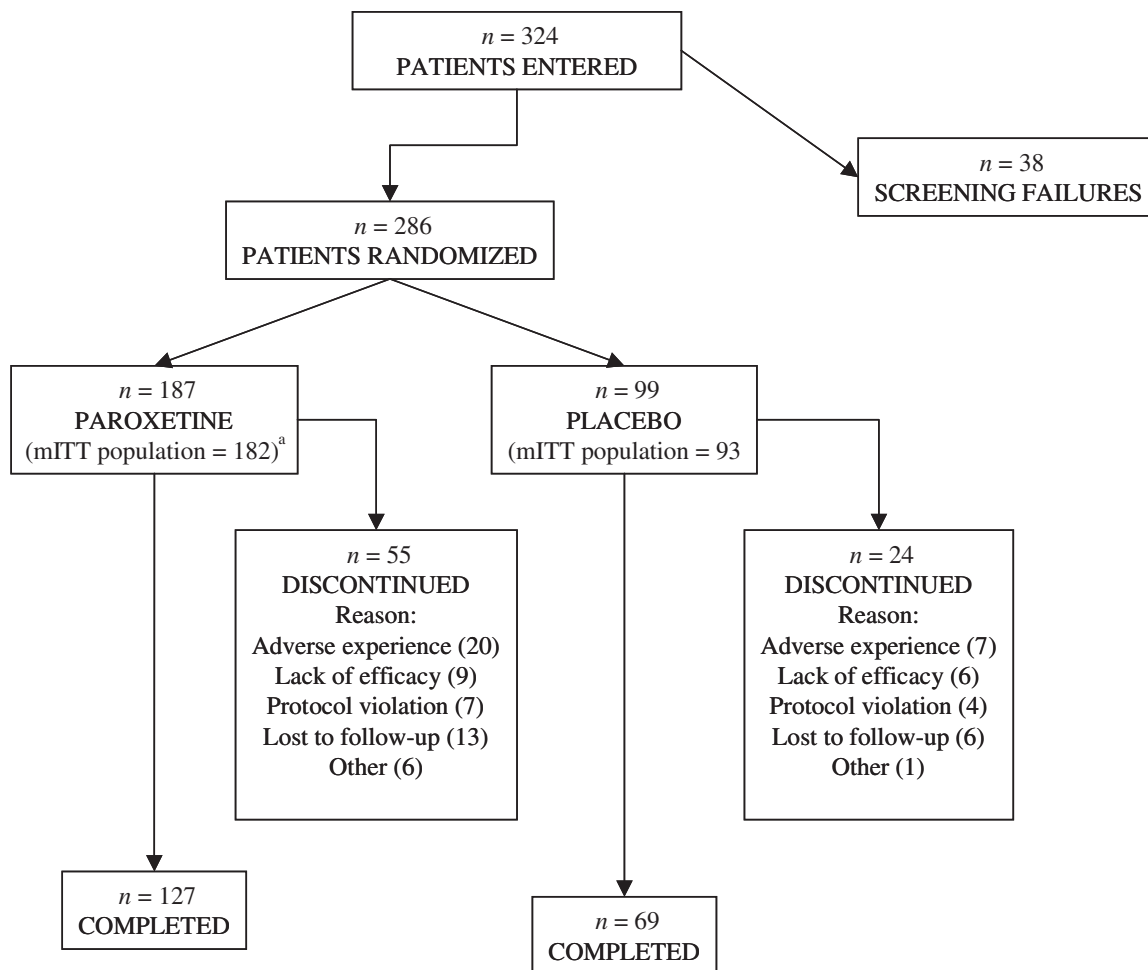 n = 324
PATIENTS ENTERED
n = 38
SCREENING FAILURES
n = 286
PATIENTS RANDOMIZED
n = 187
PAROXETINE
(mITT population = 182)ᵃ
n = 99
PLACEBO
(mITT population = 93
n = 55
DISCONTINUED
Reason:
Adverse experience (20)
Lack of efficacy (9)
Protocol violation (7)
Lost to follow-up (13)
Other (6)
n = 24
DISCONTINUED
Reason:
Adverse experience (7)
Lack of efficacy (6)
Protocol violation (4)
Lost to follow-up (6)
Other (1)
n = 127
COMPLETED
n = 69
COMPLETED